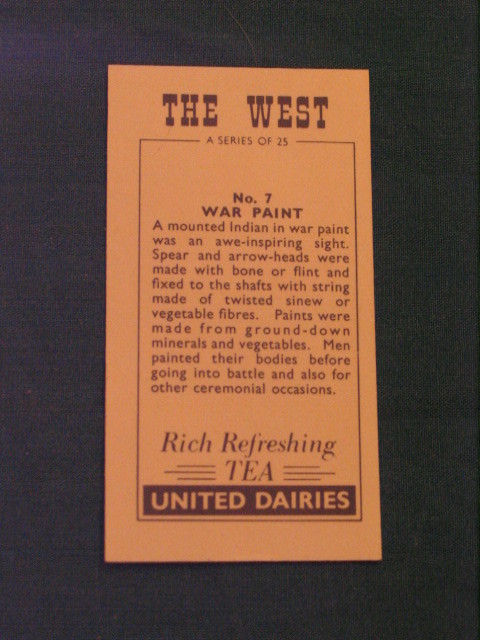 THE WEST
A SERIES OF 25
No. 7
WAR PAINT
A mounted Indian in war paint
was an awe-inspiring sight.
Spear and arrow-heads were
made with bone or flint and
fixed to the shafts with string
made of twisted sinew or
vegetable fibres. Paints were
made from ground-down
minerals and vegetables. Men
painted their bodies before
going into battle and also for
other ceremonial occasions.
Rich Refreshing
TEA
UNITED DAIRIES